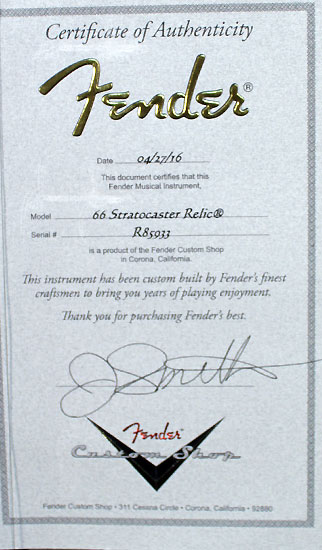 Certificate of Authenticity
Fender®
Date 04/27/16
This document certifies that this
Fender Musical Instrument,
Model 66 Stratocaster Relic®
Serial # R85933
is a product of the Fender Custom Shop
in Corona, California.
This instrument has been custom built by Fender's finest
craftsmen to bring you years of playing enjoyment.
Thank you for purchasing Fender's best.
J Smith
Fender
Custom Shop
Fender Custom Shop • 311 Cessna Circle • Corona, California • 92880